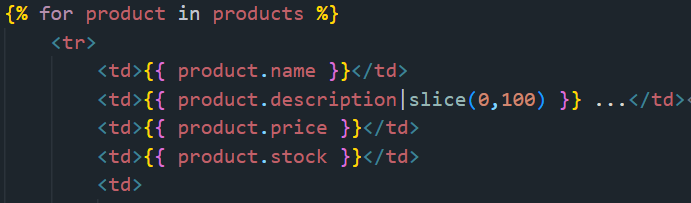 {% for product in products %}
<tr>
<td>{{ product.name }}</td>
<td>{{ product.description|slice(0,100) }} ...</td>
<td>{{ product.price }}</td>
<td>{{ product.stock }}</td>
<td>